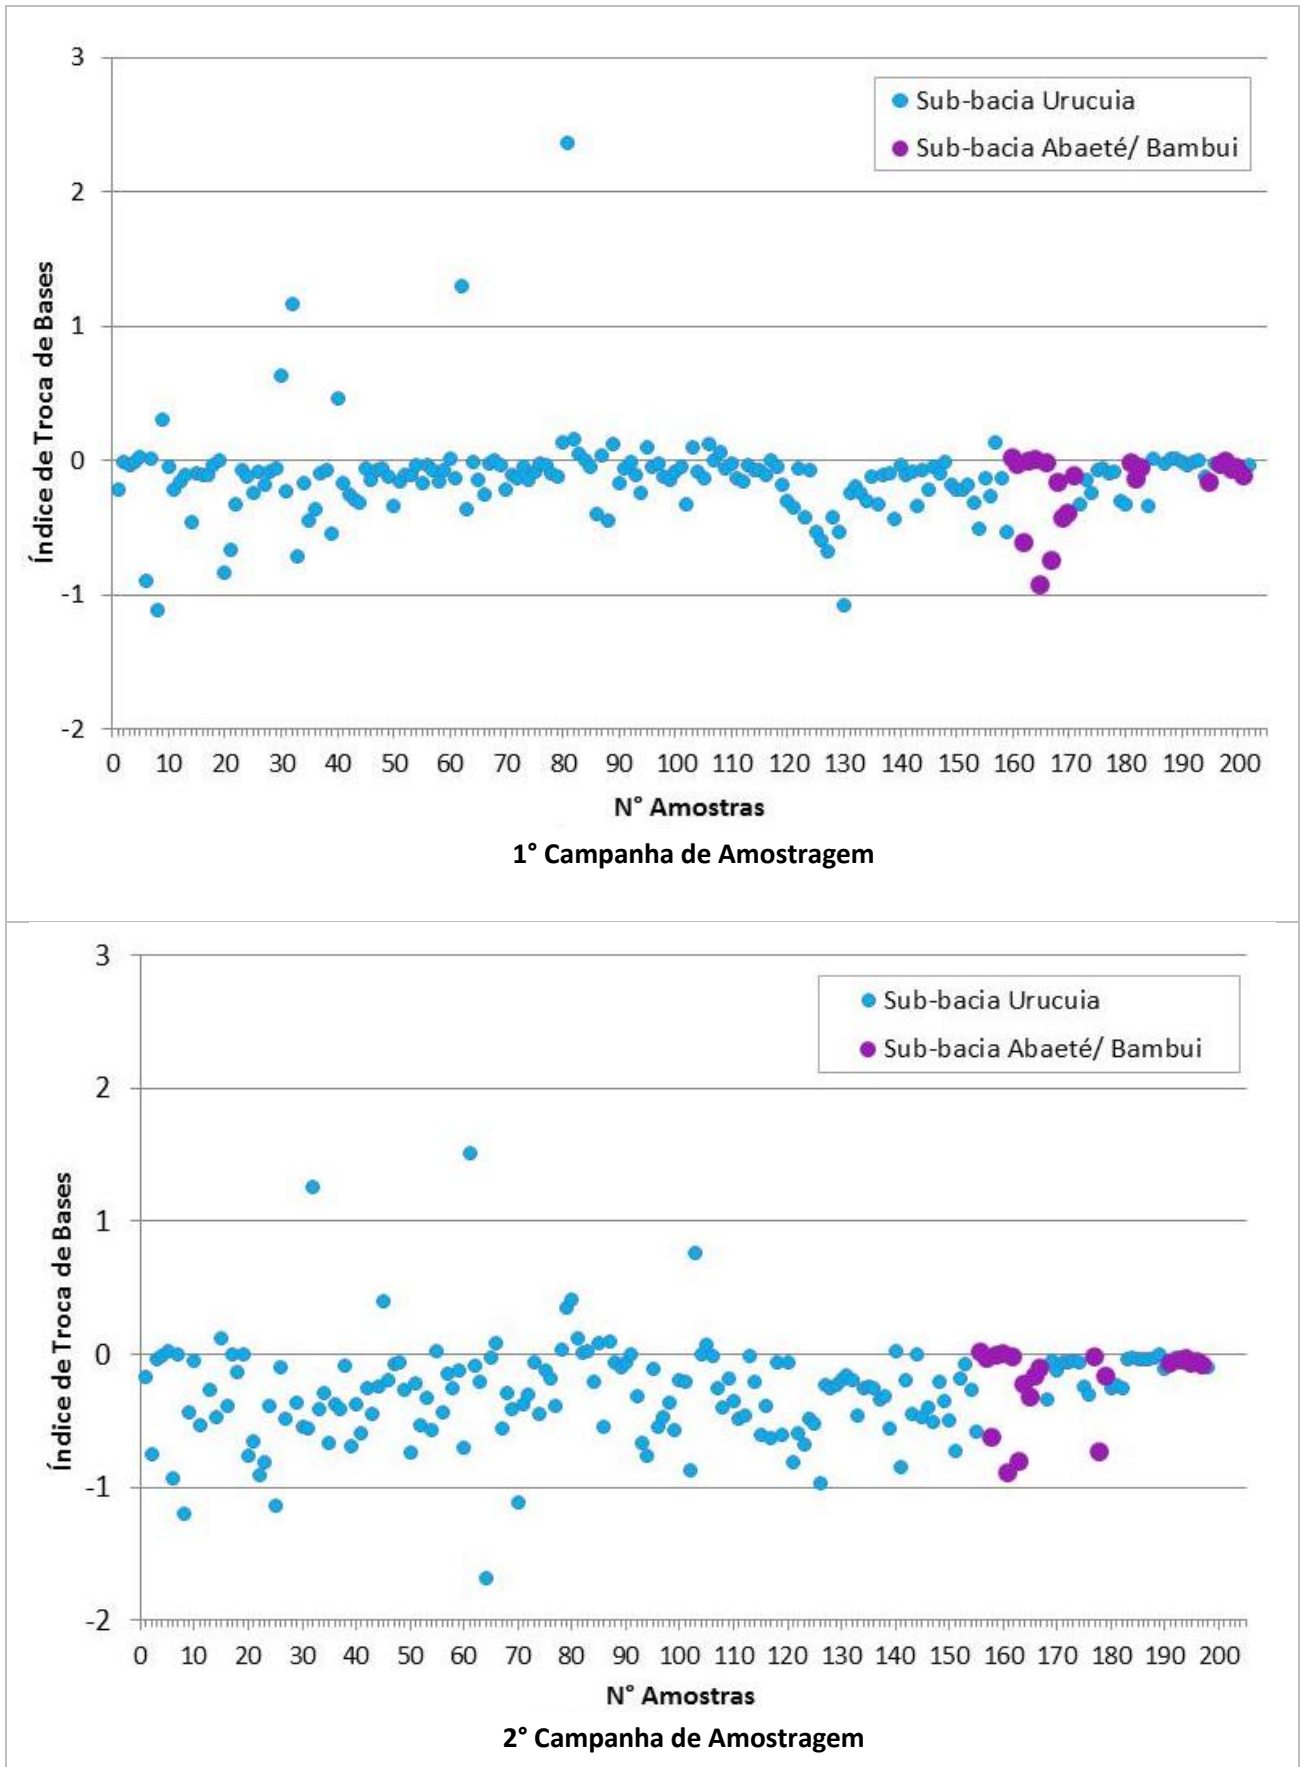 3
Sub-bacia Urucuia
Sub-bacia Abaeté/ Bambui
2
1
0
-1
-2
Índice de Troca de Bases
0 10 20 30 40 50 60 70 80 90 100 110 120 130 140 150 160 170 180 190 200
N° Amostras
1° Campanha de Amostragem
3
Sub-bacia Urucuia
Sub-bacia Abaeté/ Bambui
2
1
0
-1
-2
Índice de Troca de Bases
0 10 20 30 40 50 60 70 80 90 100 110 120 130 140 150 160 170 180 190 200
N° Amostras
2° Campanha de Amostragem